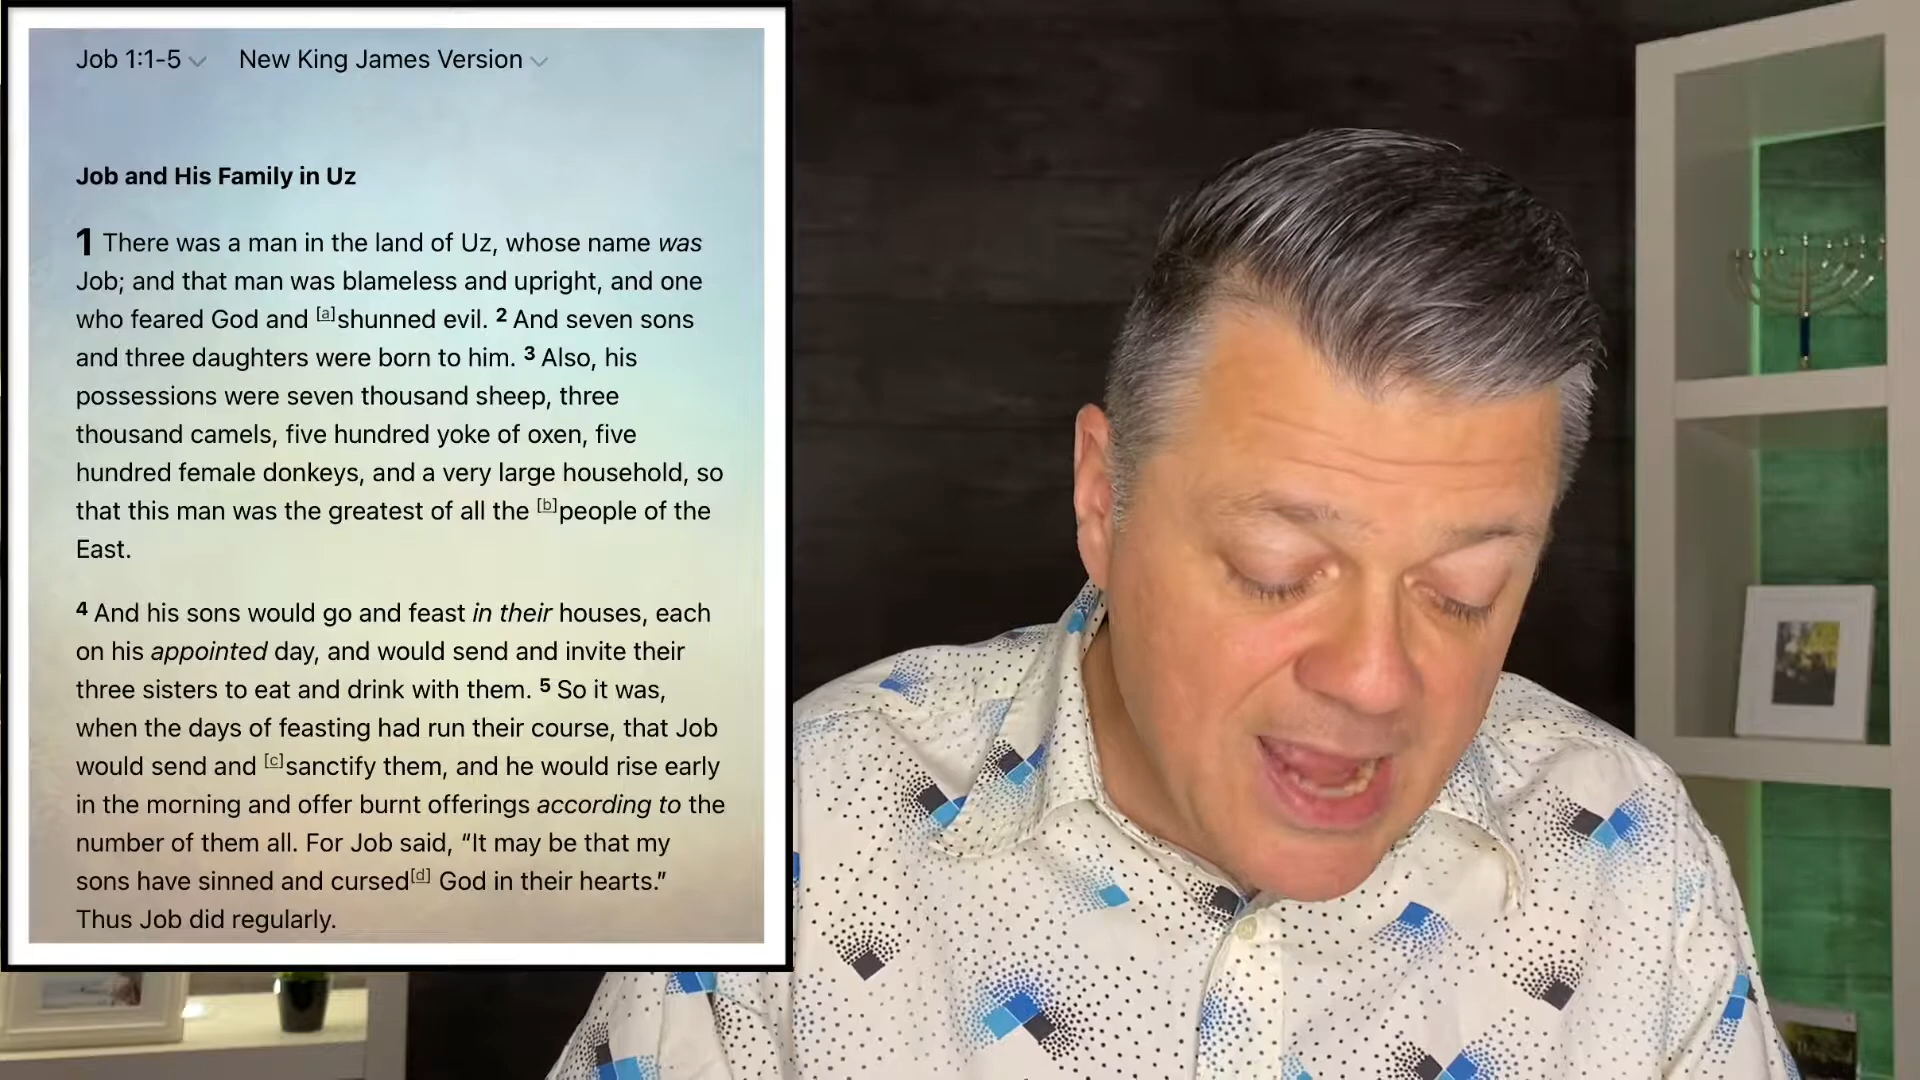 Job 1:1-5 New King James Version
Job and His Family in Uz
1 There was a man in the land of Uz, whose name was
Job; and that man was blameless and upright, and one
who feared God and [a]shunned evil. 2 And seven sons
and three daughters were born to him. 3 Also, his
possessions were seven thousand sheep, three
thousand camels, five hundred yoke of oxen, five
hundred female donkeys, and a very large household, so
that this man was the greatest of all the [b]people of the
East.
4 And his sons would go and feast in their houses, each
on his appointed day, and would send and invite their
three sisters to eat and drink with them. 5 So it was,
when the days of feasting had run their course, that Job
would send and [c]sanctify them, and he would rise early
in the morning and offer burnt offerings according to the
number of them all. For Job said, “It may be that my
sons have sinned and cursed[d] God in their hearts.”
Thus Job did regularly.